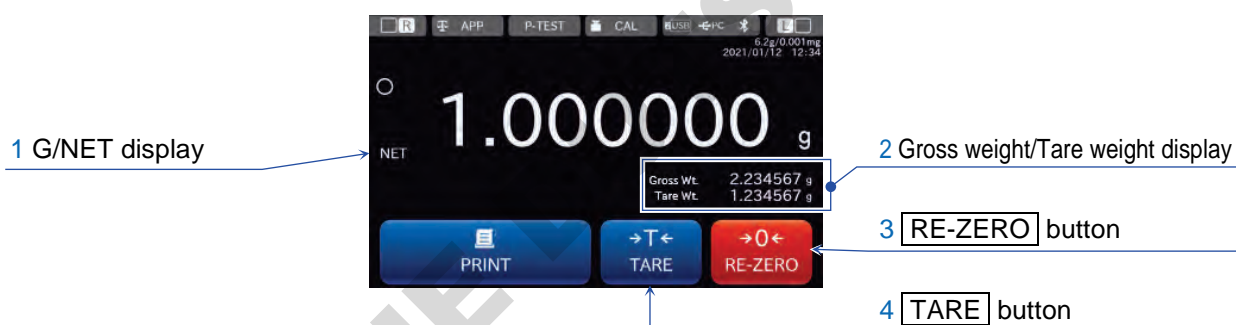 R APP P-TEST CAL USB PC L
6.2g/0.001mg
2021/01/12 12:34
1.000000 g
1 G/NET display
NET
2 Gross weight/Tare weight display
Gross Wt. 2.234567 g
Tare Wt. 1.234567 g
3 RE-ZERO button
→T← →0←
PRINT TARE RE-ZERO
4 TARE button